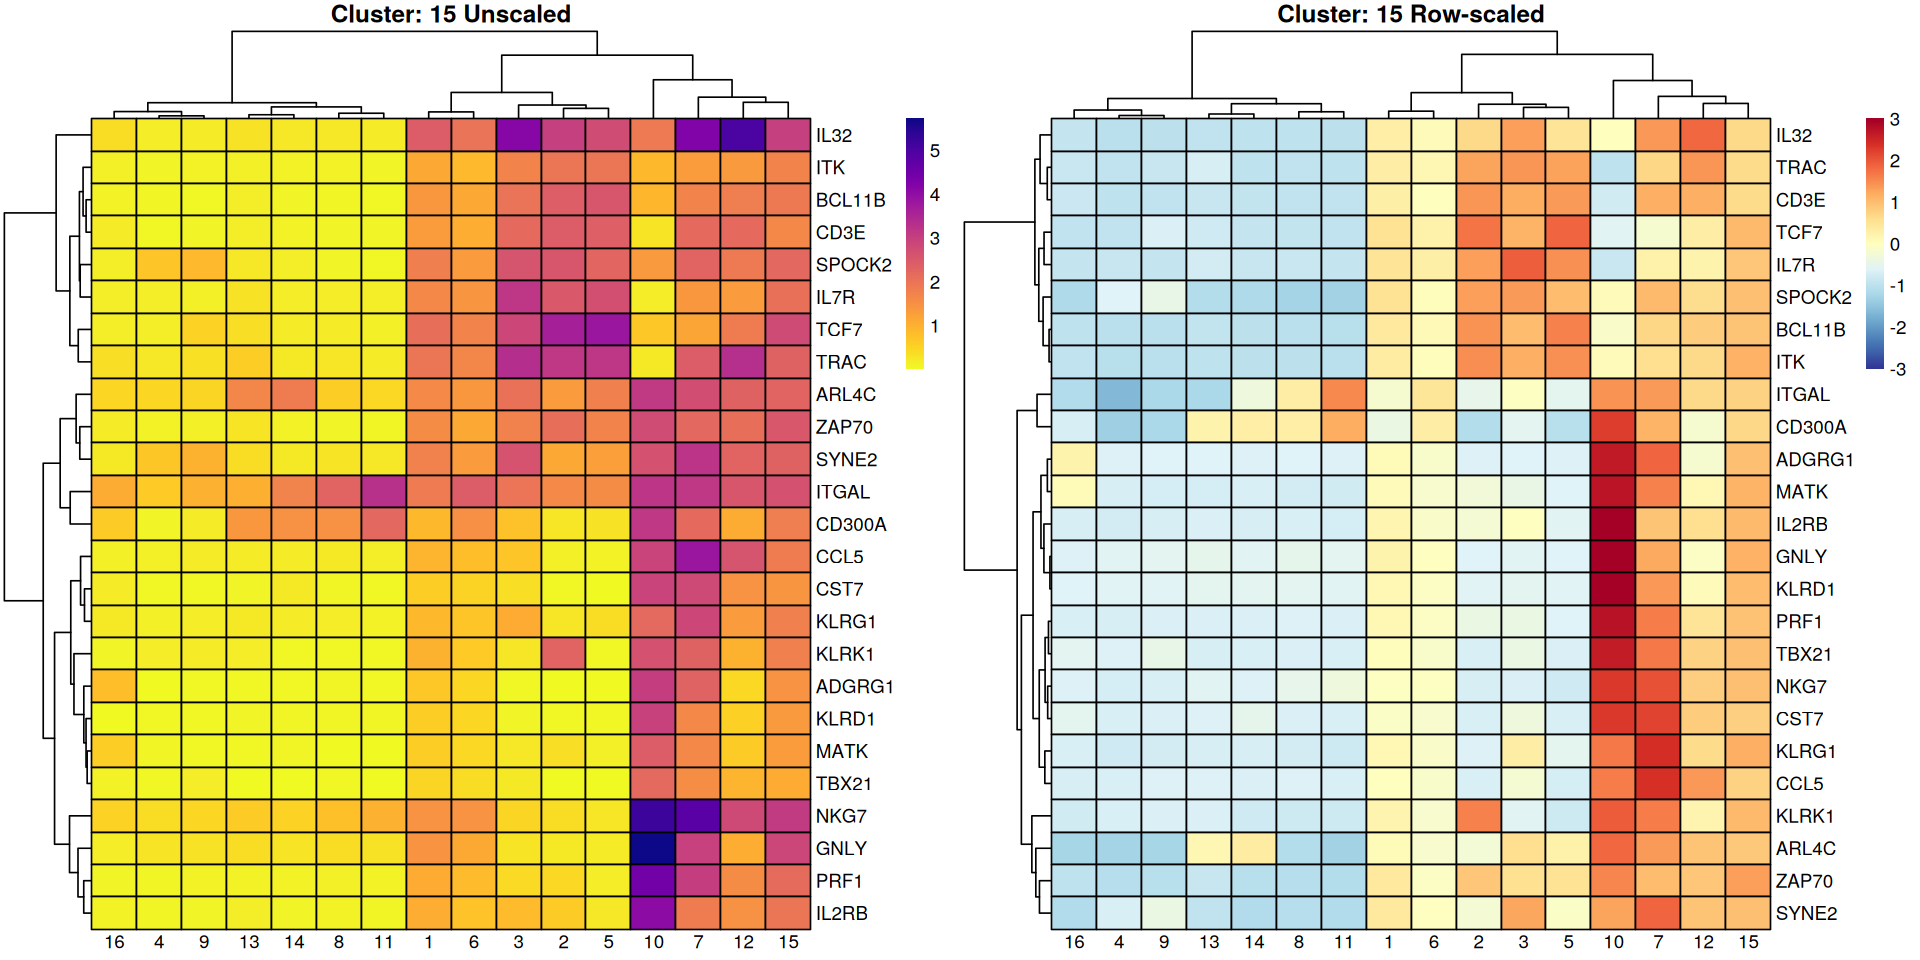 Cluster: 15 Unscaled
IL32
ITK
BCL11B
CD3E
SPOCK2
IL7R
TCF7
TRAC
ARL4C
ZAP70
SYNE2
ITGAL
CD300A
CCL5
CST7
KLRG1
KLRK1
ADGRG1
KLRD1
MATK
TBX21
NKG7
GNLY
PRF1
IL2RB
16 4 9 13 14 8 11 1 6 3 2 5 10 7 12 15
5
4
3
2
1
Cluster: 15 Row-scaled
IL32
TRAC
CD3E
TCF7
IL7R
SPOCK2
BCL11B
ITK
ITGAL
CD300A
ADGRG1
MATK
IL2RB
GNLY
KLRD1
PRF1
TBX21
NKG7
CST7
KLRG1
CCL5
KLRK1
ARL4C
ZAP70
SYNE2
16 4 9 13 14 8 11 1 6 2 3 5 10 7 12 15
3
2
1
0
-1
-2
-3